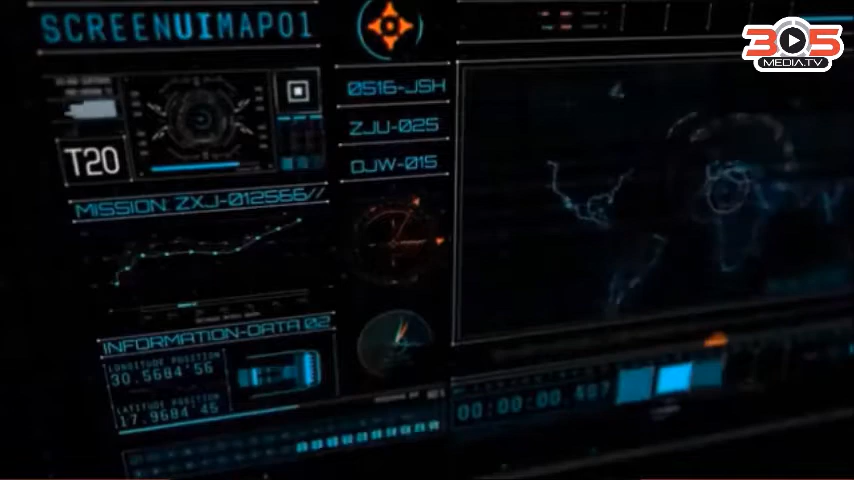 SCREENUIMAP01
305
MEDIA.TV
0516-JSH
ZJU-025
DJW-015
T20
MISSION: ZXJ-012566//
INFORMATION-DATA 02
LONGITUDE POSITION
30.5684'56
LATITUDE POSITION
17.9684'45
00:00:00